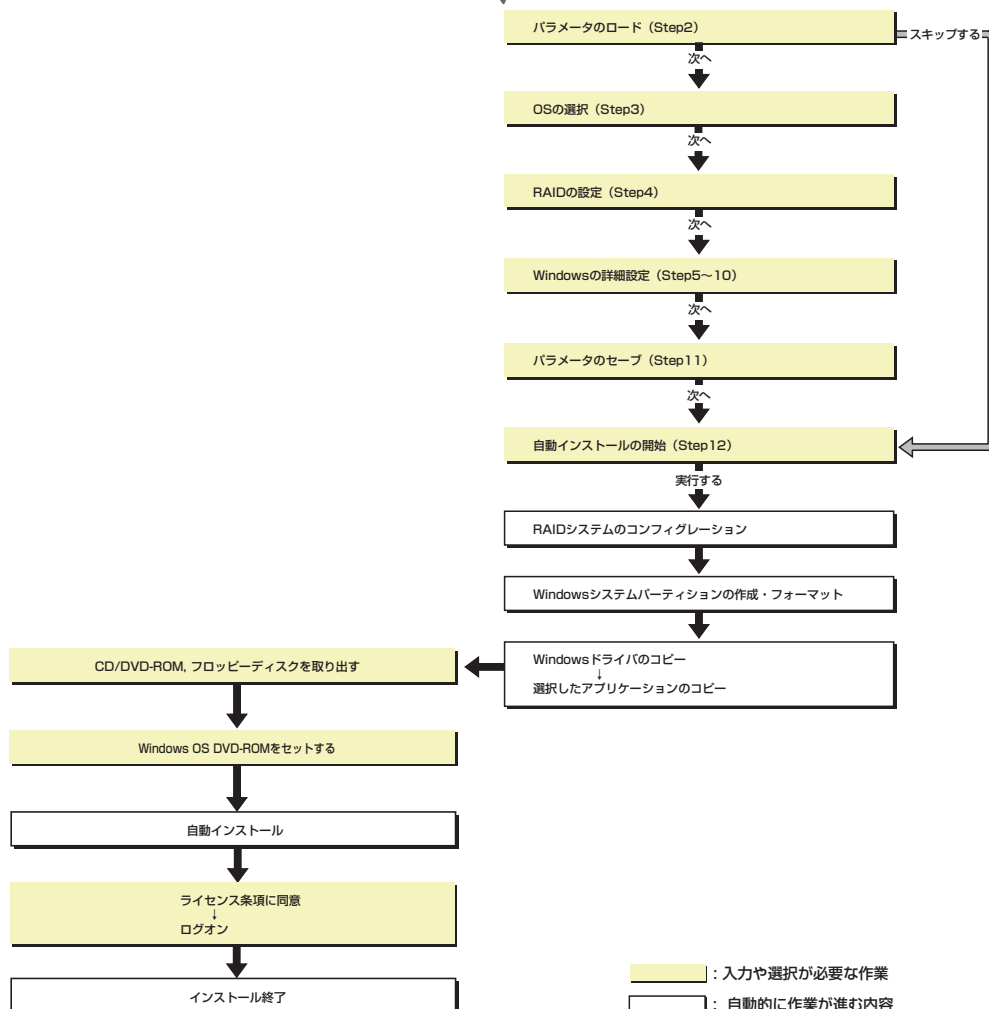 パラメータのロード（Step2）
スキップする
次へ
OSの選択（Step3）
次へ
RAIDの設定（Step4）
次へ
Windowsの詳細設定（Step5～10）
次へ
パラメータのセーブ（Step11）
次へ
自動インストールの開始（Step12）
実行する
RAIDシステムのコンフィグレーション
Windowsシステムパーティションの作成・フォーマット
Windowsドライバのコピー
↓
選択したアプリケーションのコピー
CD/DVD-ROM, フロッピーディスクを取り出す
Windows OS DVD-ROMをセットする
自動インストール
ライセンス条項に同意
↓
ログオン
インストール終了
：入力や選択が必要な作業
：自動的に作業が進む内容